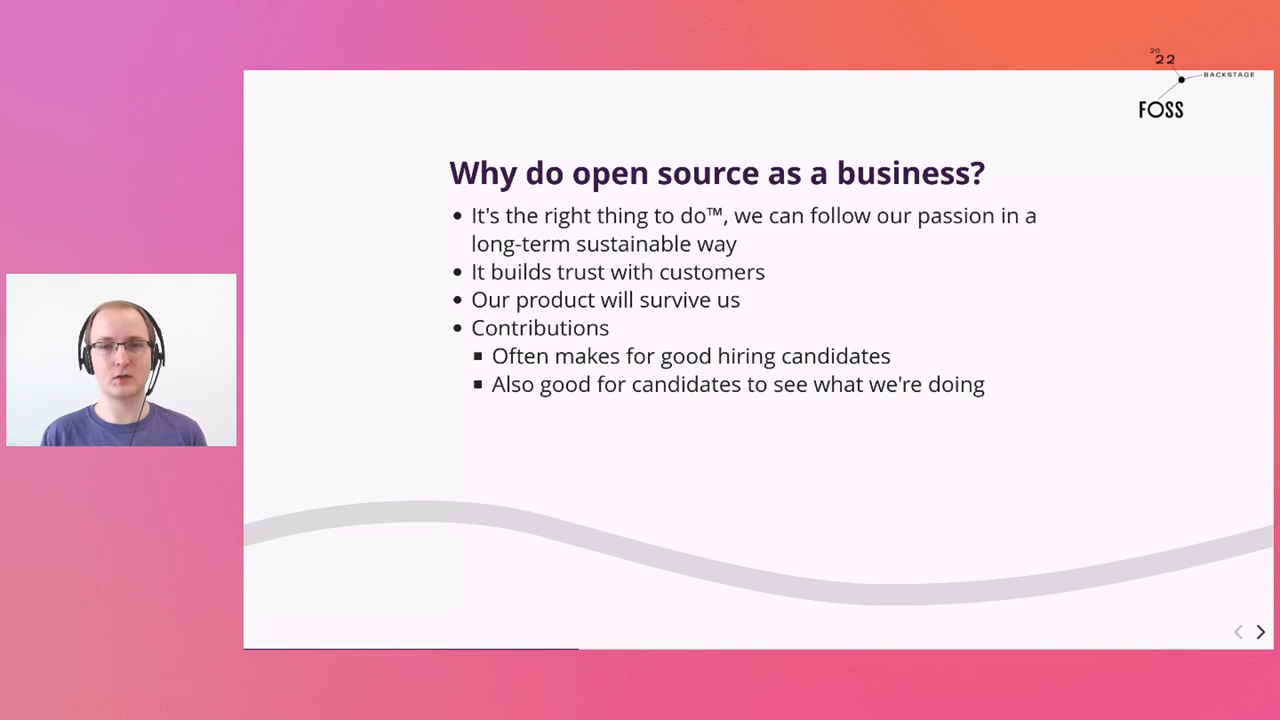 20
22
BACKSTAGE
FOSS
Why do open source as a business?
• It's the right thing to do™, we can follow our passion in a
long-term sustainable way
• It builds trust with customers
• Our product will survive us
• Contributions
▪ Often makes for good hiring candidates
▪ Also good for candidates to see what we're doing